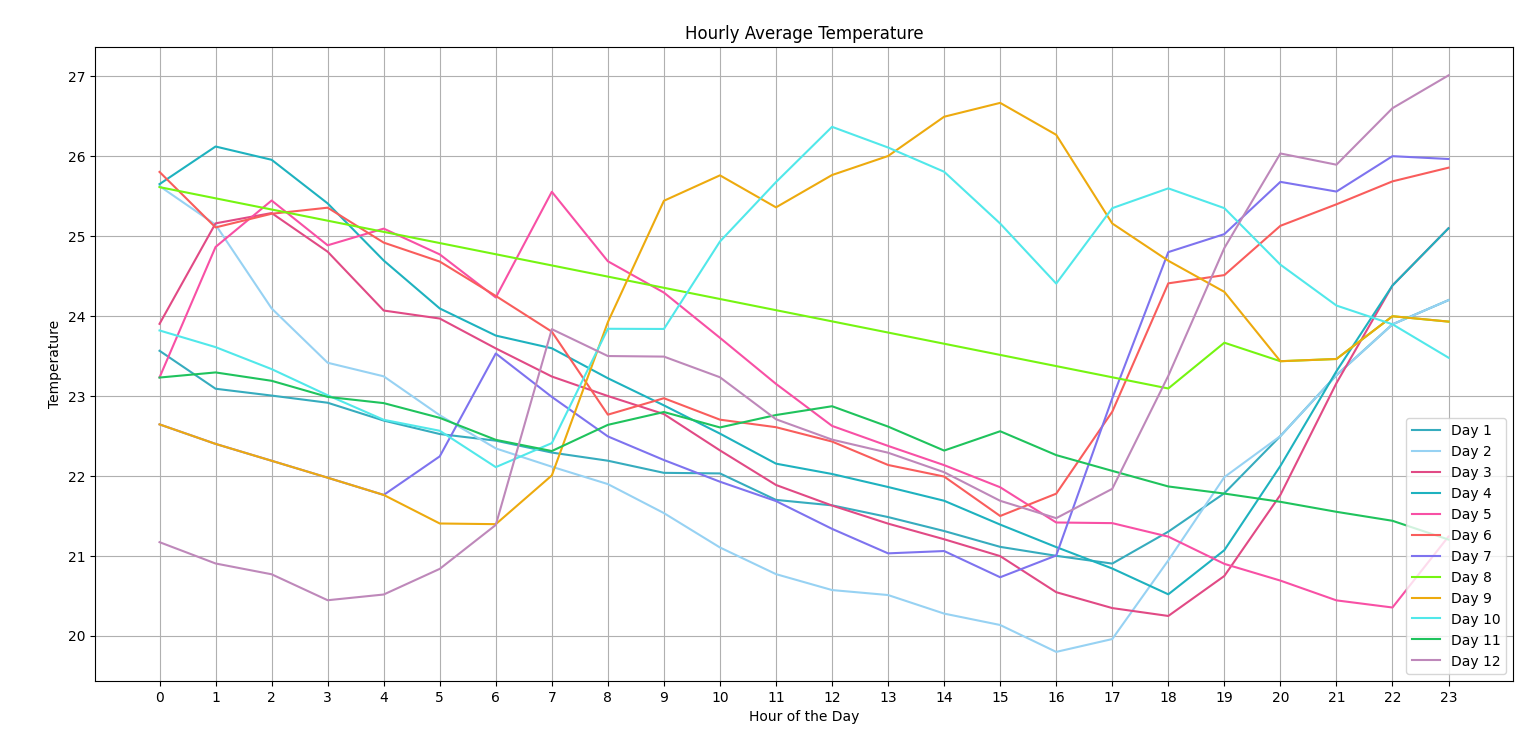 Hourly Average Temperature
Temperature
27
26
25
24
23
22
21
20
0 1 2 3 4 5 6 7 8 9 10 11 12 13 14 15 16 17 18 19 20 21 22 23
Hour of the Day
Day 1
Day 2
Day 3
Day 4
Day 5
Day 6
Day 7
Day 8
Day 9
Day 10
Day 11
Day 12